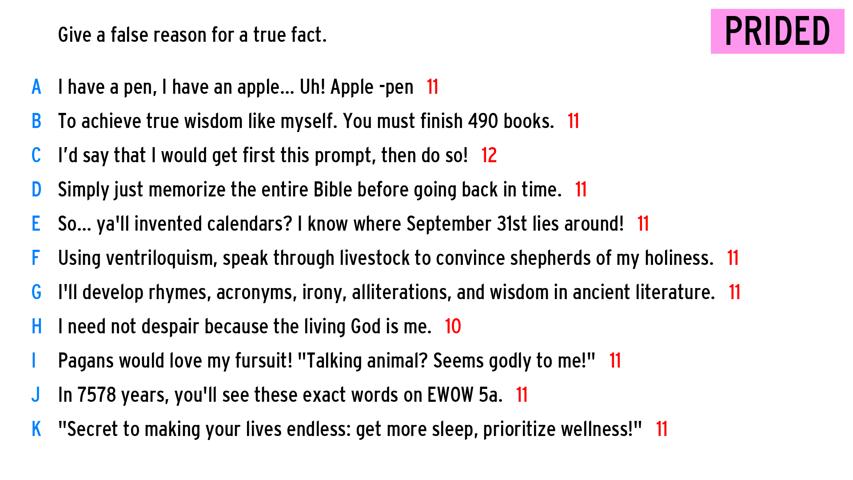 Give a false reason for a true fact.
PRIDED
A I have a pen, I have an apple... Uh! Apple -pen 11
B To achieve true wisdom like myself. You must finish 490 books. 11
C I'd say that I would get first this prompt, then do so! 12
D Simply just memorize the entire Bible before going back in time. 11
E So... ya'll invented calendars? I know where September 31st lies around! 11
F Using ventriloquism, speak through livestock to convince shepherds of my holiness. 11
G I'll develop rhymes, acronyms, irony, alliterations, and wisdom in ancient literature. 11
H I need not despair because the living God is me. 10
I Pagans would love my fursuit! "Talking animal? Seems godly to me!" 11
J In 7578 years, you'll see these exact words on EWOW 5a. 11
K "Secret to making your lives endless: get more sleep, prioritize wellness!" 11